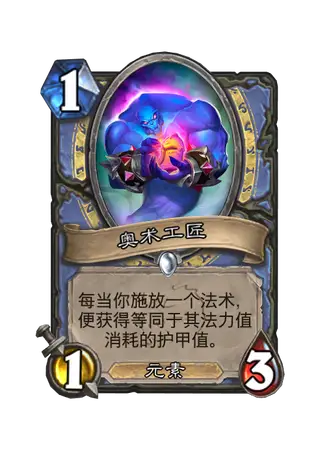 1
奥术工匠
每当你施放一个法术，
便获得等同于其法力值
消耗的护甲值。
1
元素
3